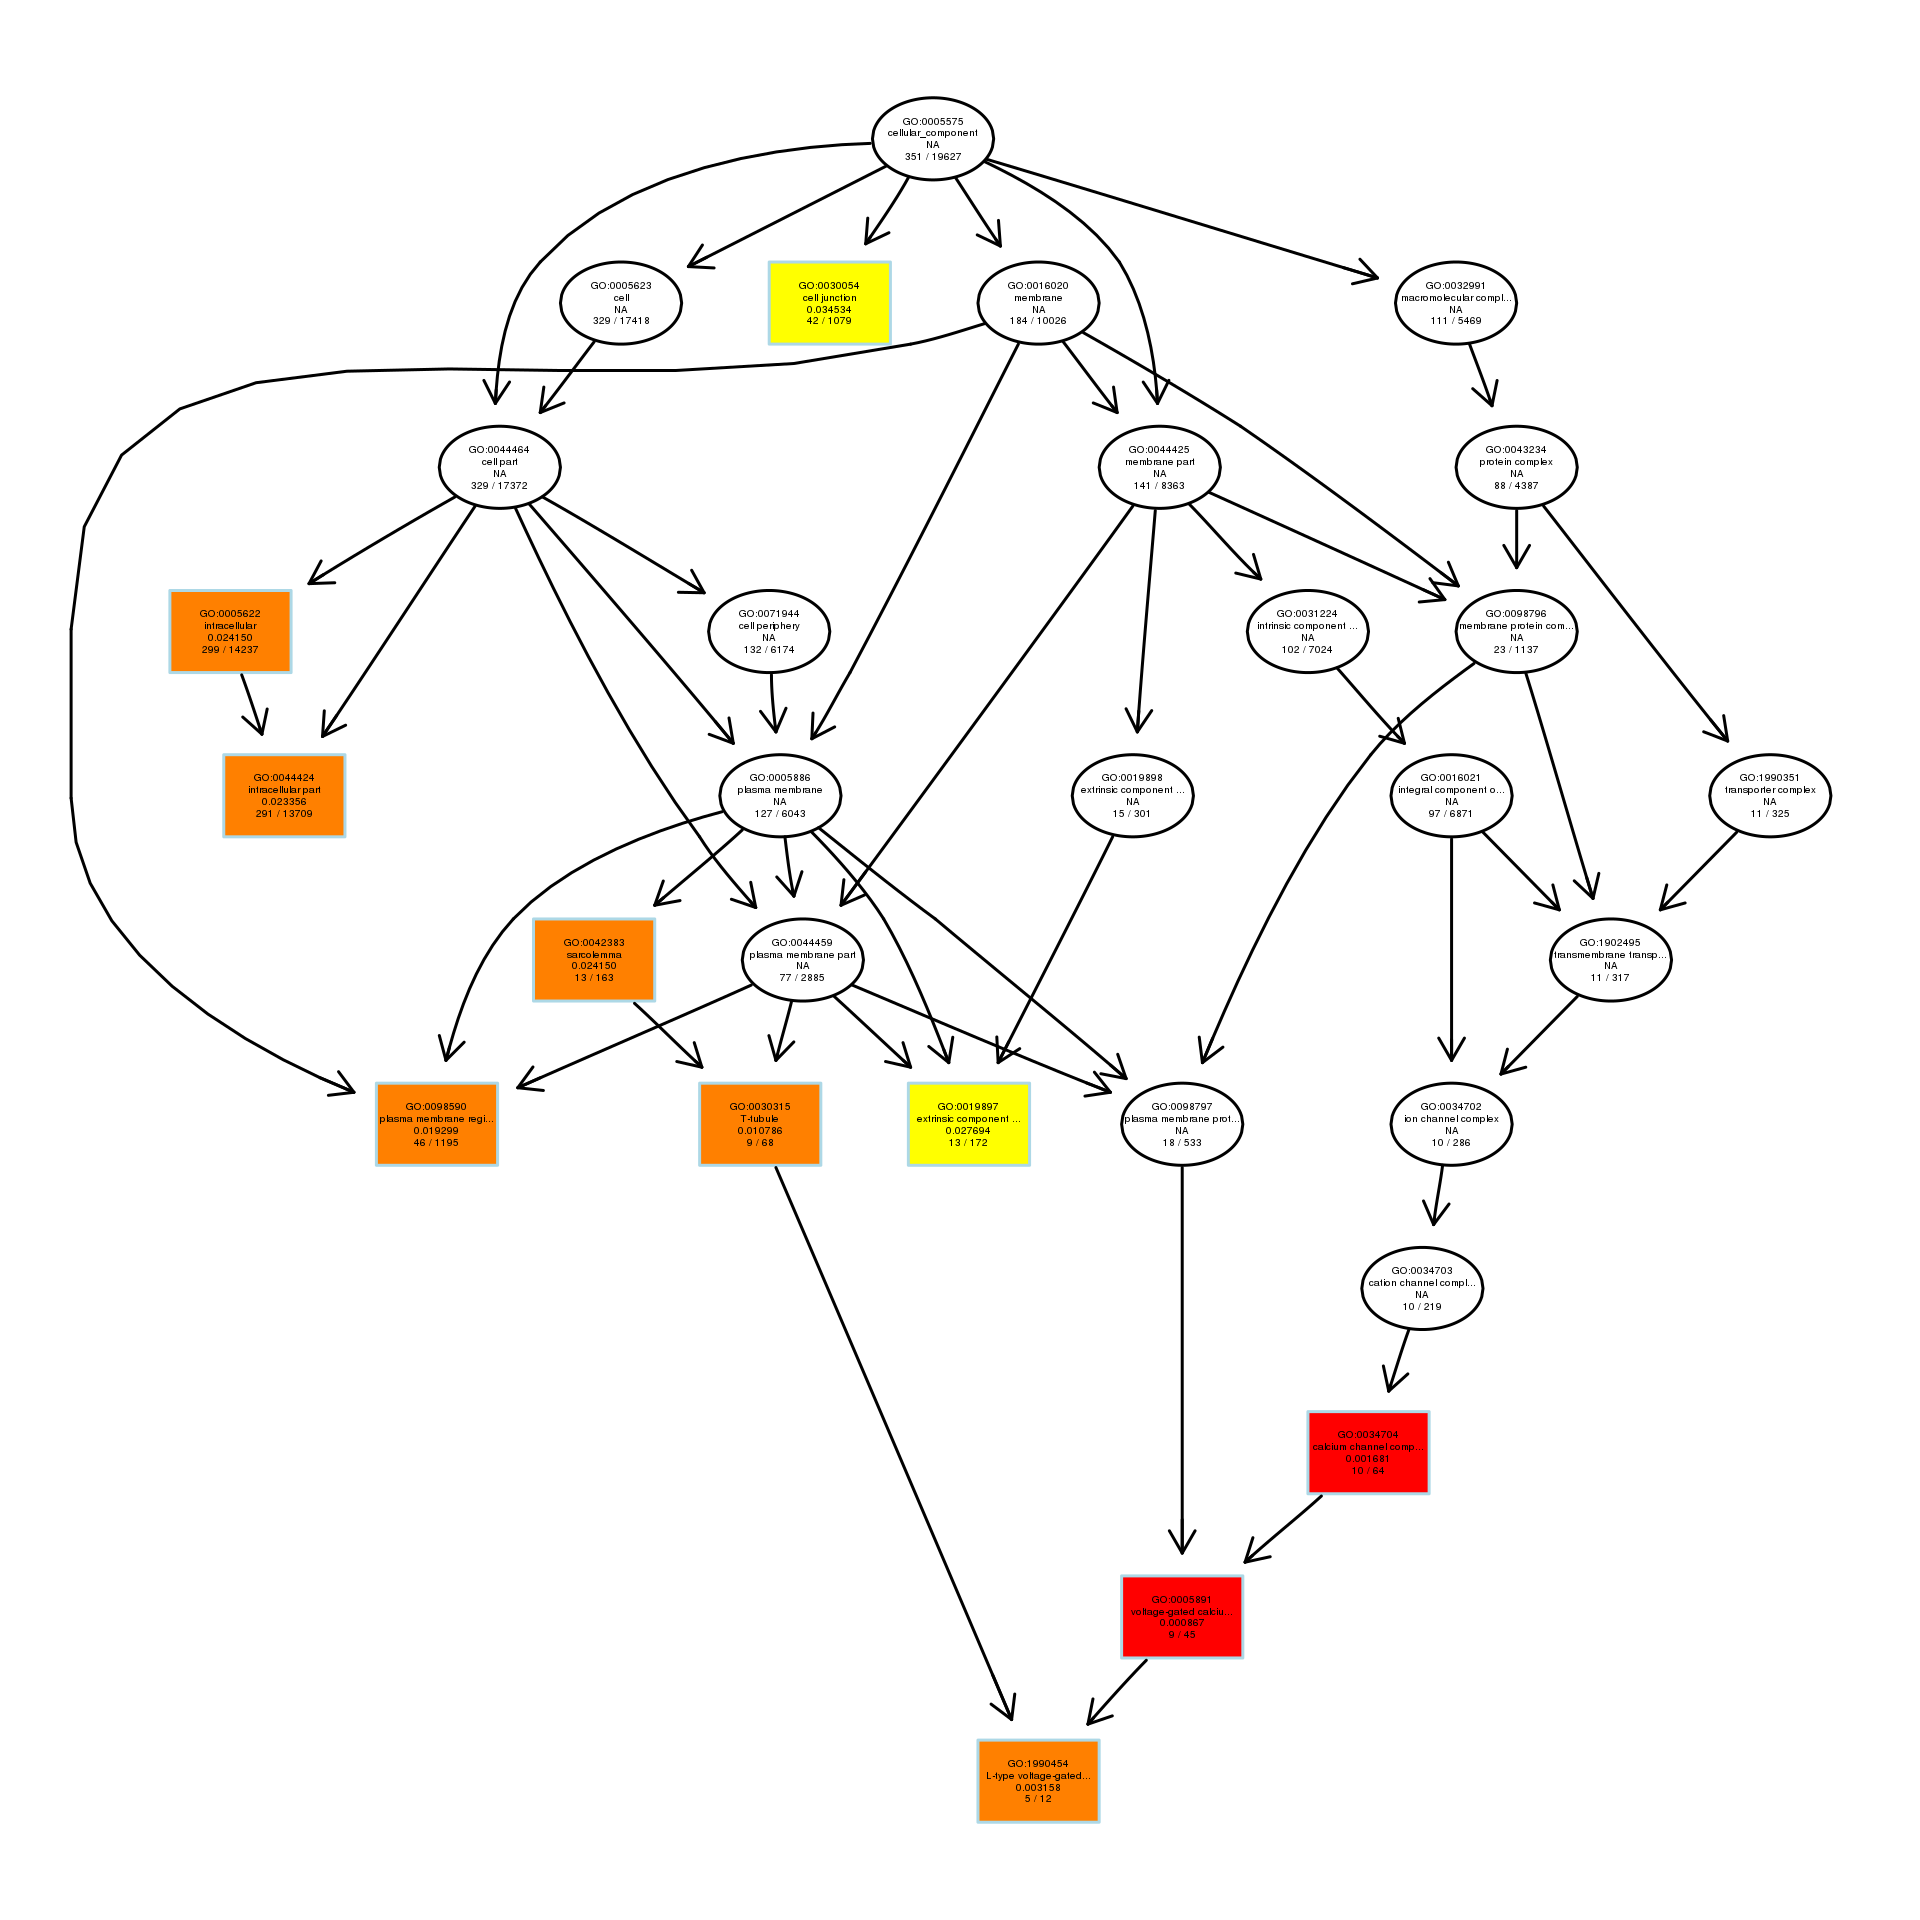 GO:0005575
cellular_component
NA
351 / 19627
GO:0005623
cell
NA
329 / 17418
GO:0030054
cell junction
0.034534
42 / 1079
GO:0016020
membrane
NA
184 / 10026
GO:0032991
macromolecular compl...
NA
111 / 5469
GO:0044464
cell part
NA
329 / 17372
GO:0044425
membrane part
NA
141 / 8363
GO:0043234
protein complex
NA
88 / 4387
GO:0005622
intracellular
0.024150
299 / 14237
GO:0071944
cell periphery
NA
132 / 6174
GO:0031224
intrinsic component ...
NA
102 / 7024
GO:0098796
membrane protein com...
NA
23 / 1137
GO:0044424
intracellular part
0.023356
291 / 13709
GO:0005886
plasma membrane
NA
127 / 6043
GO:0019898
extrinsic component ...
NA
15 / 301
GO:0016021
integral component o...
NA
97 / 6871
GO:1990351
transporter complex
NA
11 / 325
GO:0042383
sarcolemma
0.024150
13 / 163
GO:0044459
plasma membrane part
NA
77 / 2885
GO:1902495
transmembrane transp...
NA
11 / 317
GO:0098590
plasma membrane regi...
0.019299
46 / 1195
GO:0030315
T-tubule
0.010786
9 / 68
GO:0019897
extrinsic component ...
0.027694
13 / 172
GO:0098797
plasma membrane prot...
NA
18 / 533
GO:0034702
ion channel complex
NA
10 / 286
GO:0034703
cation channel compl...
NA
10 / 219
GO:0034704
calcium channel comp...
0.001681
10 / 64
GO:0005891
voltage-gated calciu...
0.000867
9 / 45
GO:1990454
L-type voltage-gated...
0.003158
5 / 12